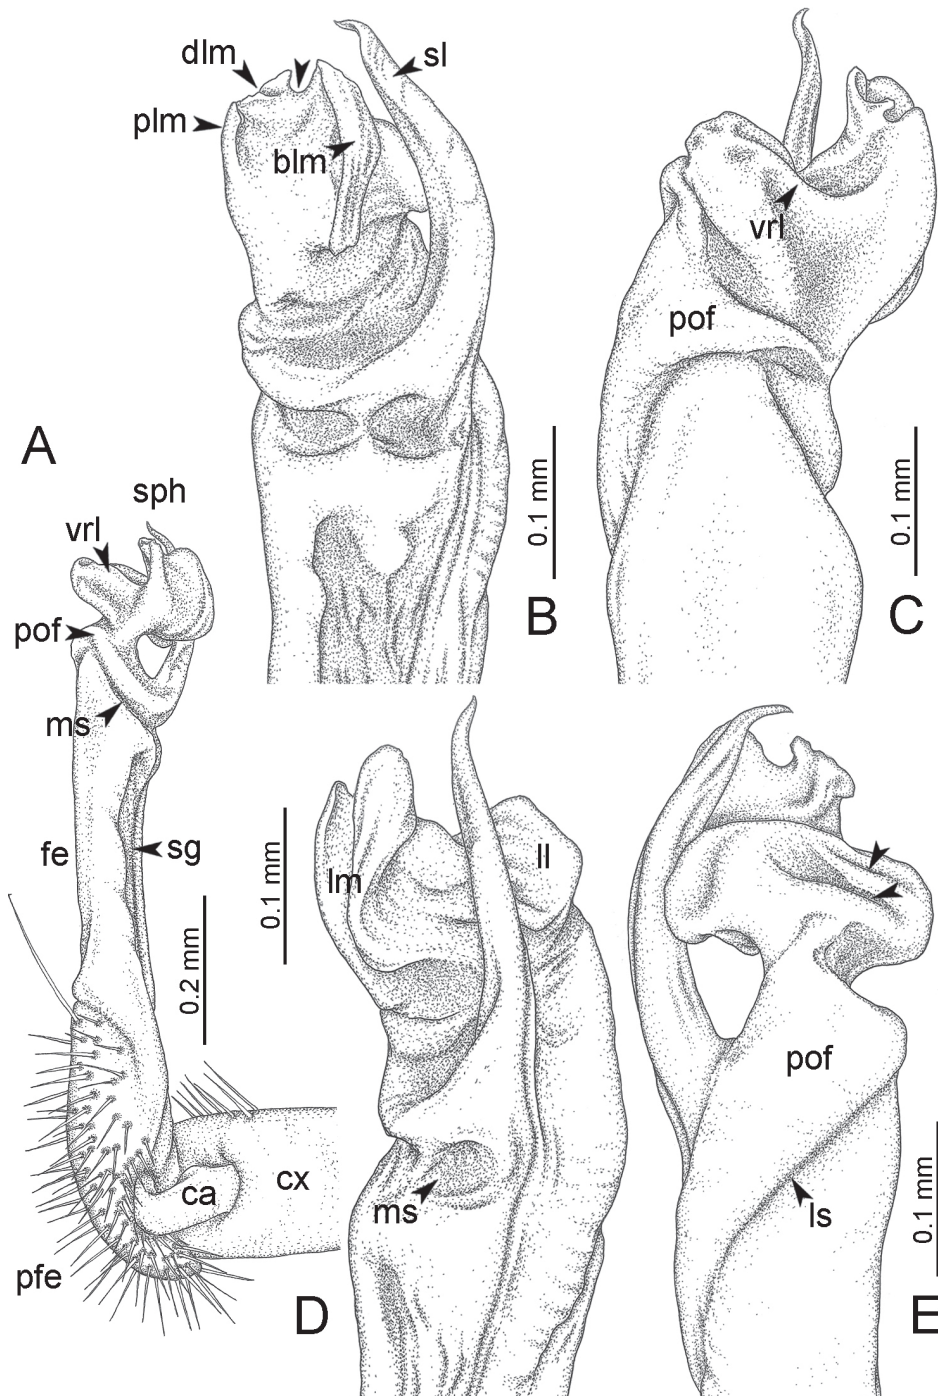 dlm
sl
plm
blm
vrl
pof
A
sph
0.1 mm
0.1 mm
vrl
B
C
pof
ms
fe
sg
lm
ll
0.1 mm
0.2 mm
pof
cx
ca
ms
ls
0.1 mm
pfe
D
E